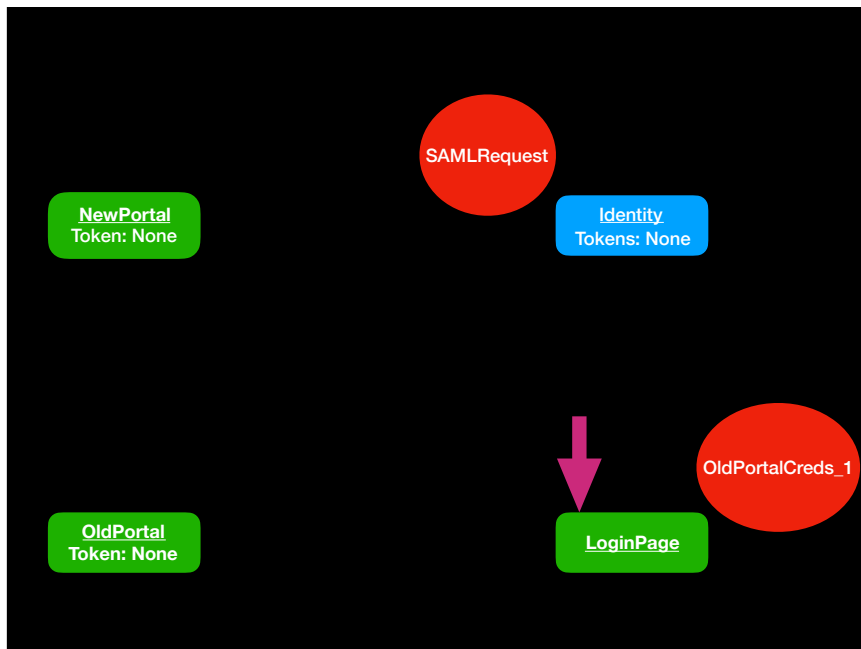 SAMLRequest
NewPortal
Token: None
Identity
Tokens: None
OldPortalCreds_1
OldPortal
Token: None
LoginPage